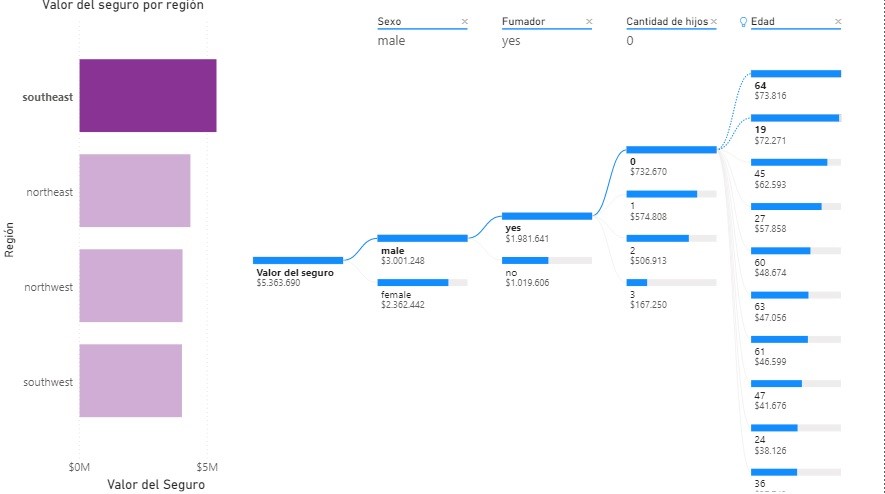 Valor del seguro por región
Región
southeast
northeast
northwest
southwest
$0M
$5M
Valor del Seguro
Sexo
male
Fumador
yes
Cantidad de hijos
0
Edad
Valor del seguro
$5.363.690
male
$3.001.248
female
$2.362.442
yes
$1.981.641
no
$1.019.606
0
$732.670
1
$574.808
2
$506.913
3
$167.250
64
$73.816
19
$72.271
45
$62.593
27
$57.858
60
$48.674
63
$47.056
61
$46.599
47
$41.676
24
$38.126
36